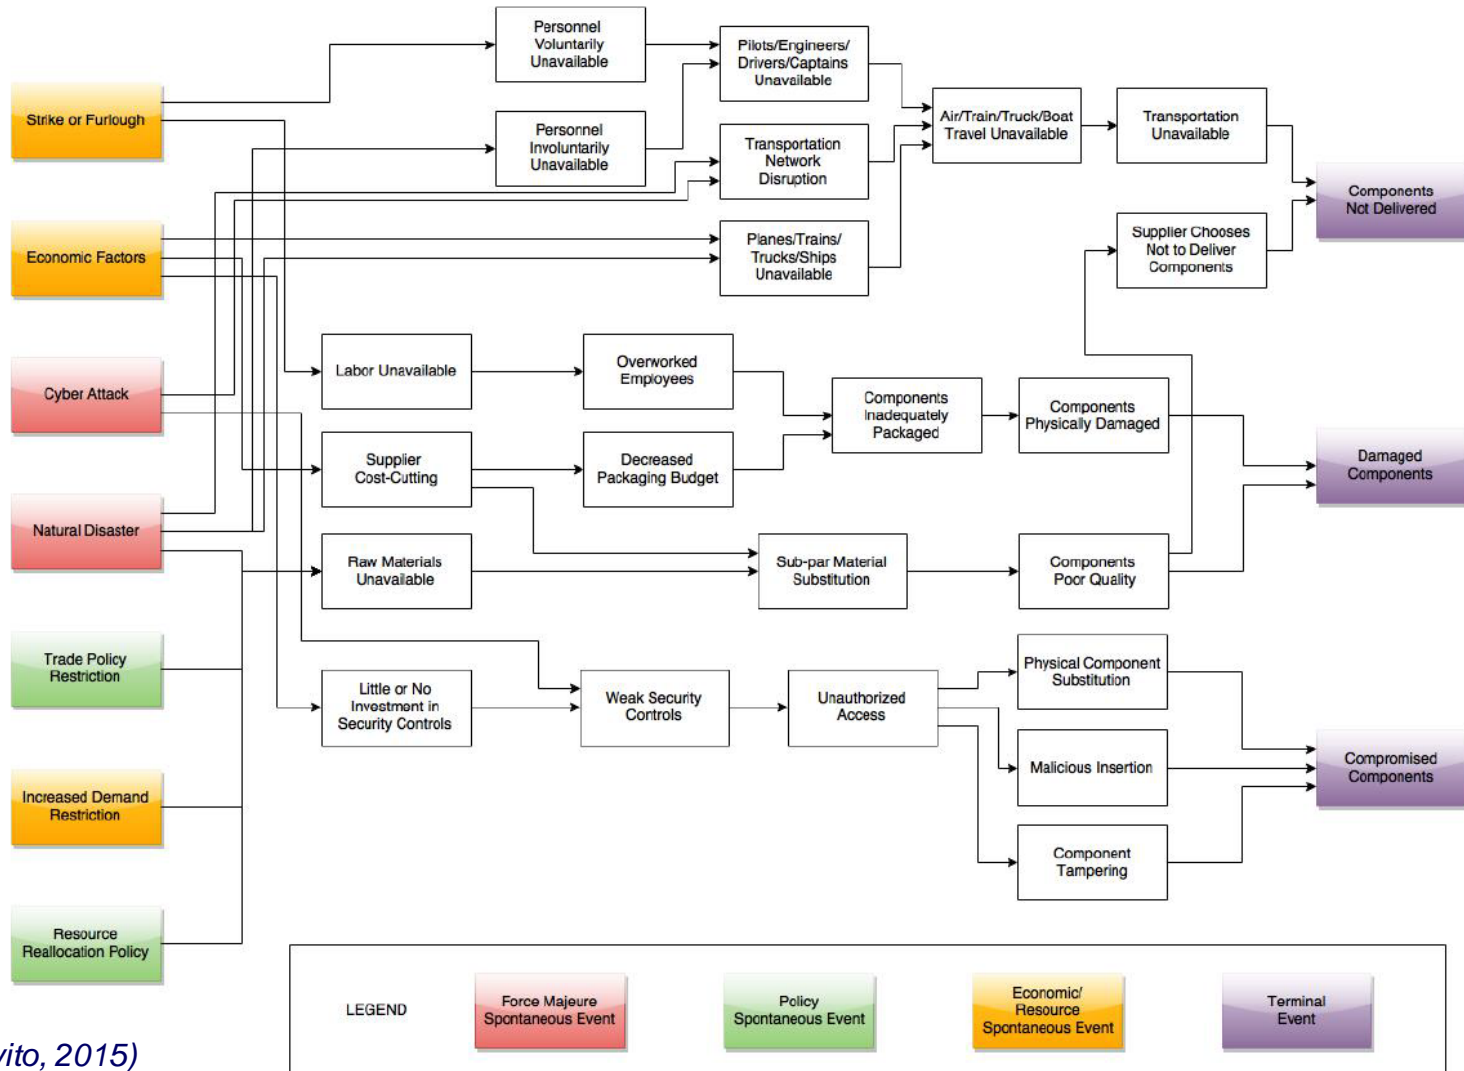 Strike or Furlough
Economic Factors
Cyber Attack
Natural Disaster
Trade Policy
Restriction
Increased Demand
Restriction
Resource
Reallocation Policy
Personnel
Voluntarily
Unavailable
Personnel
Involuntarily
Unavailable
Pilots/Engineers/
Drivers/Captains
Unavailable
Transportation
Network
Disruption
Planes/Trains/
Trucks/Ships
Unavailable
Air/Train/Truck/Boat
Travel Unavailable
Transportation
Unavailable
Supplier Chooses
Not to Deliver
Components
Components
Not Delivered
Labor Unavailable
Overworked
Employees
Supplier
Cost-Cutting
Decreased
Packaging Budget
Components
Inadequately
Packaged
Components
Physically Damaged
Damaged
Components
Raw Materials
Unavailable
Sub-par Material
Substitution
Components
Poor Quality
Little or No
Investment in
Security Controls
Weak Security
Controls
Unauthorized
Access
Physical Component
Substitution
Malicious Insertion
Component
Tampering
Compromised
Components
LEGEND
Force Majeure
Spontaneous Event
Policy
Spontaneous Event
Economic/
Resource
Spontaneous Event
Terminal
Event
2015)